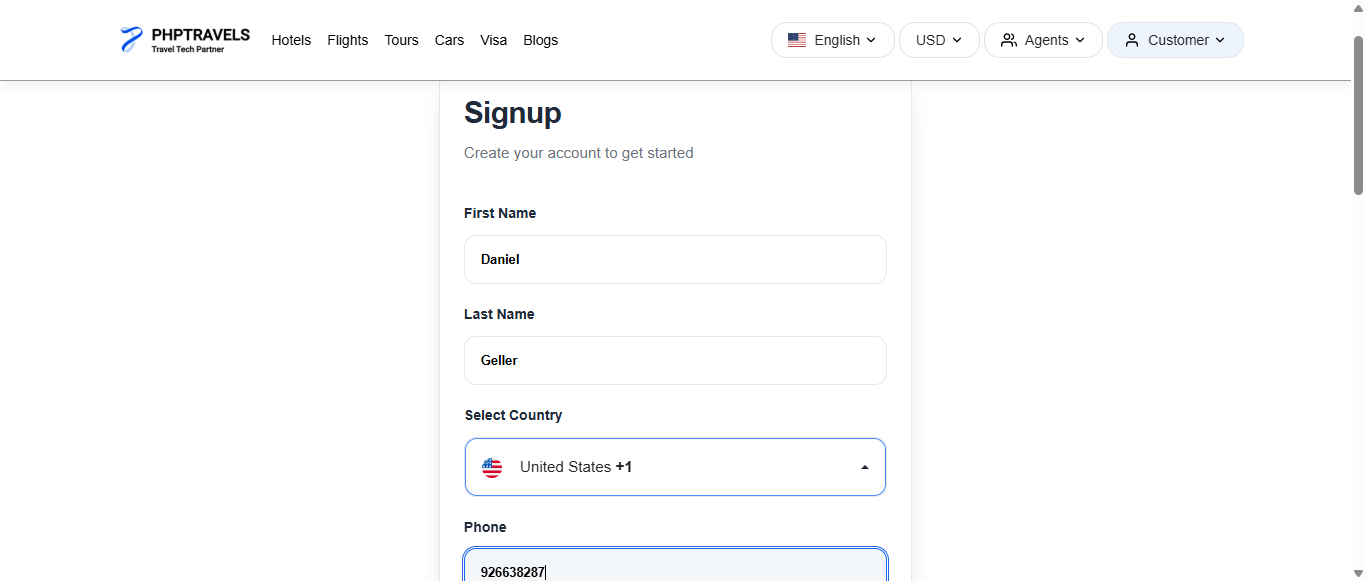 PHPTRAVELS
Travel Tech Partner
Hotels Flights Tours Cars Visa Blogs English USD Agents Customer
Signup
Create your account to get started
First Name
Daniel
Last Name
Geller
Select Country
United States +1
Phone
926638287